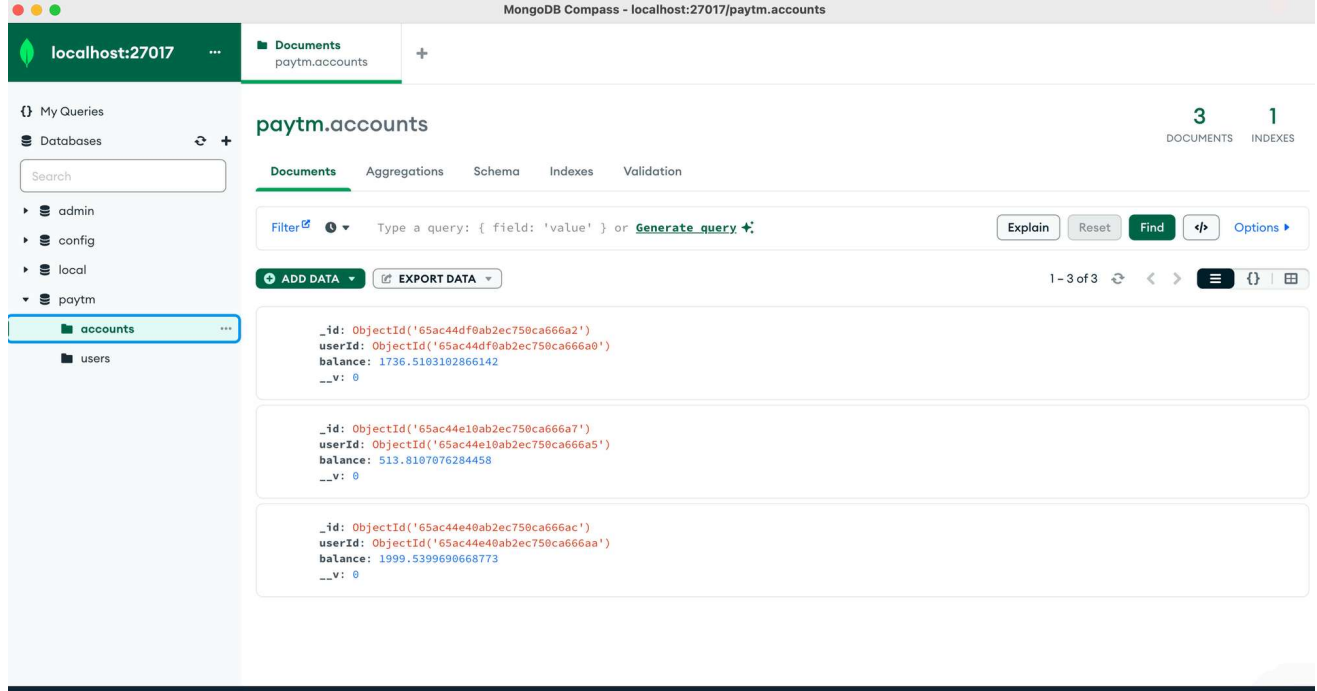 MongoDB Compass - localhost:27017/paytm.accounts
localhost:27017 ...
Documents
paytm.accounts
+
{} My Queries
Databases
Search
admin
config
local
paytm
accounts ...
users
paytm.accounts
3 1
DOCUMENTS INDEXES
Documents Aggregations Schema Indexes Validation
Filter Type a query: { field: 'value' } or Generate query Explain Reset Find </> Options
ADD DATA EXPORT DATA 1 – 3 of 3 {}
_id: ObjectId('65ac44df0ab2ec750ca666a2')
userId: ObjectId('65ac44df0ab2ec750ca666a0')
balance: 1736.5103102866142
__v: 0
_id: ObjectId('65ac44e10ab2ec750ca666a7')
userId: ObjectId('65ac44e10ab2ec750ca666a5')
balance: 513.8107076284458
__v: 0
_id: ObjectId('65ac44e40ab2ec750ca666ac')
userId: ObjectId('65ac44e40ab2ec750ca666aa')
balance: 1999.5399690668773
__v: 0